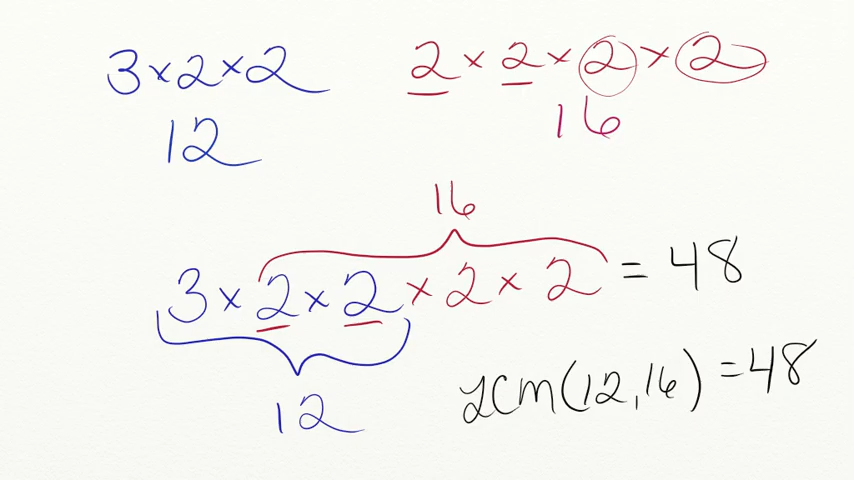 3 × 2 × 2
2 × 2 × 2 × 2
12
16
16
3 × 2 × 2 × 2 × 2 = 48
12
LCM(12,16) = 48